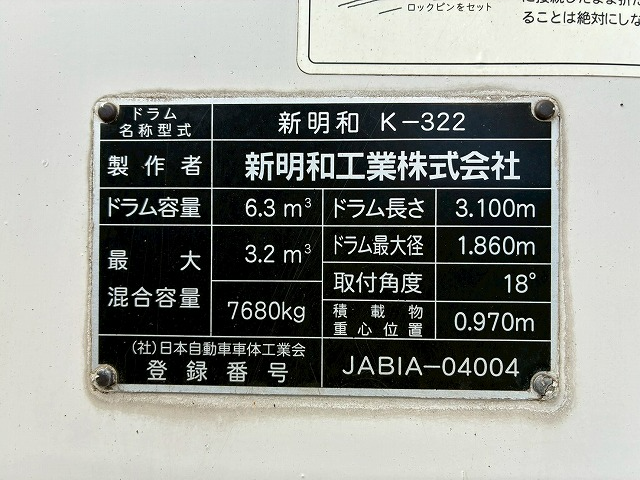 ロックピンをセット
ることは絶対にしな
ドラム
名称型式
新明和 K-322
製作者
新明和工業株式会社
ドラム容量
6.3 m³
ドラム長さ
3.100m
最大
混合容量
3.2 m³
7680kg
ドラム最大径
1.860m
取付角度
18°
積載物
重心位置
0.970m
(社)日本自動車車体工業会
登録番号
JABIA-04004